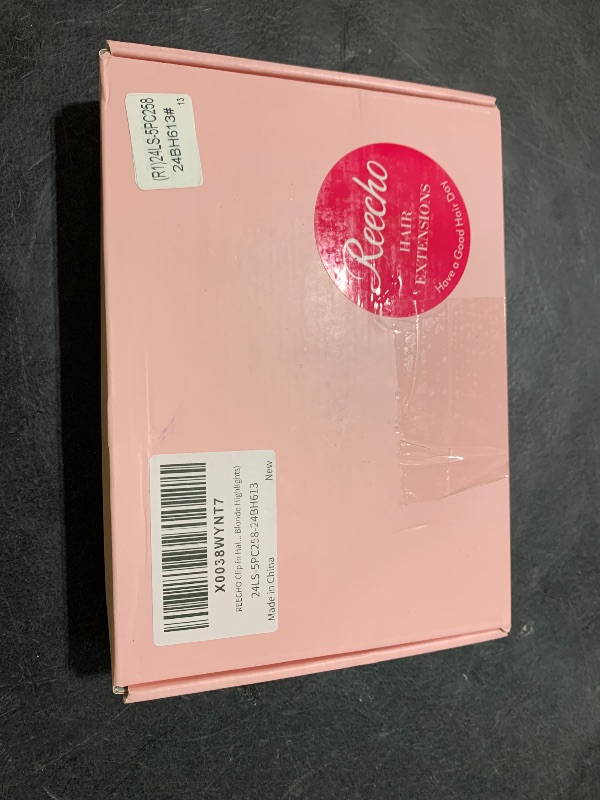 (R1)24LS-5PC258
24BH613#
13
Reecho
HAIR
EXTENSIONS
Have a Good Hair Day
X0038WYNT7
REECHO Clip in Hai... Blonde Highlights)
24LS-5PC258-24BH613
New
Made in China